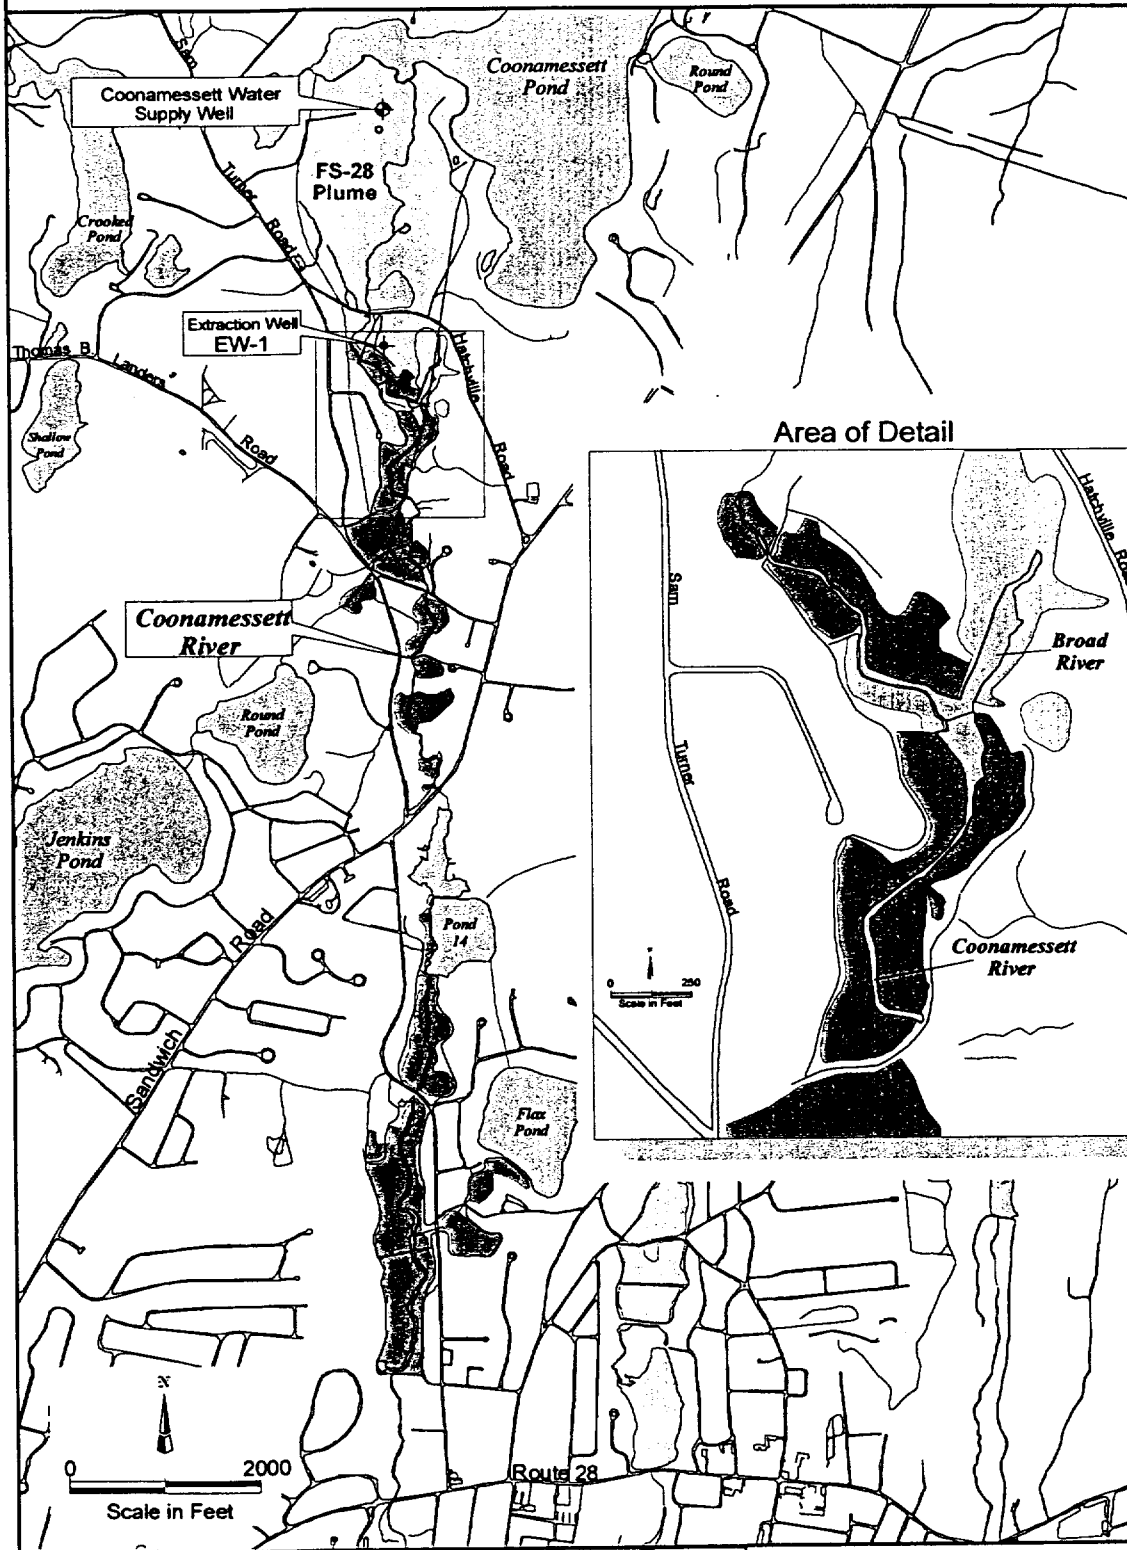 Sam
Coonamessett
Pond
Round
Pond
Coonamessett Water
Supply Well
FS-28
Plume
Turner
Road
Crooked
Pond
Extraction Well
EW-1
Thomas B.
Landers
Road
Hatchville
Road
Shallow
Pond
Area of Detail
Hatchville
Sam
Turner
Road
Broad
River
Coonamessett
River
0 250
Scale in Feet
Coonamessett
River
Round
Pond
Jenkins
Pond
Pond
14
Sandwich
Road
Flax
Pond
N
0 2000
Scale in Feet
Route 28